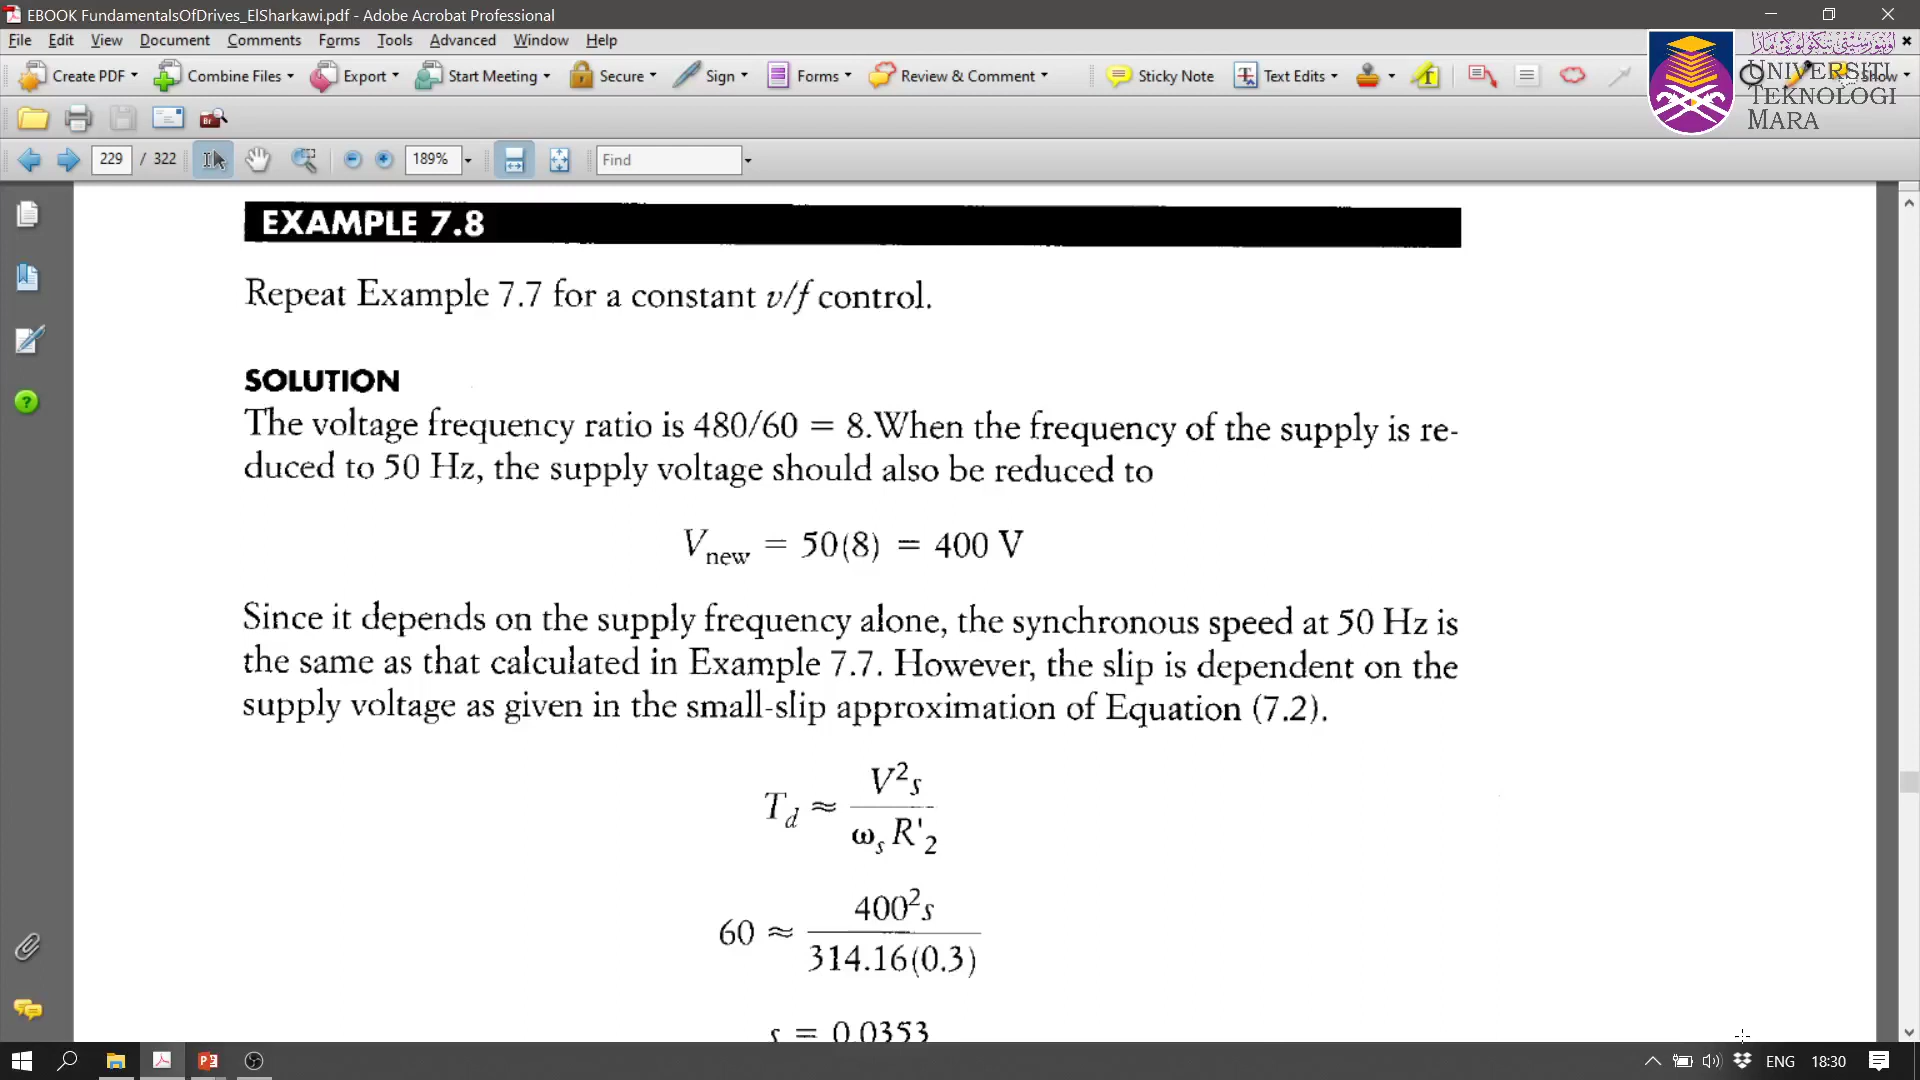 EBOOK FundamentalsOfDrives_ElSharkawi.pdf - Adobe Acrobat Professional
File Edit View Document Comments Forms Tools Advanced Window Help
Create PDF Combine Files Export Start Meeting Secure Sign Forms Review & Comment Sticky Note Text Edits Show
UNIVERSITI
TEKNOLOGI
MARA
229 / 322 189% Find
EXAMPLE 7.8
Repeat Example 7.7 for a constant v/f control.
SOLUTION
The voltage frequency ratio is 480/60 = 8.When the frequency of the supply is re-
duced to 50 Hz, the supply voltage should also be reduced to
V_new = 50(8) = 400 V
Since it depends on the supply frequency alone, the synchronous speed at 50 Hz is
the same as that calculated in Example 7.7. However, the slip is dependent on the
supply voltage as given in the small-slip approximation of Equation (7.2).
T_d ≈ V²s / ω_s R'_2
60 ≈ 400²s / 314.16(0.3)
s = 0.0353
ENG 18:30